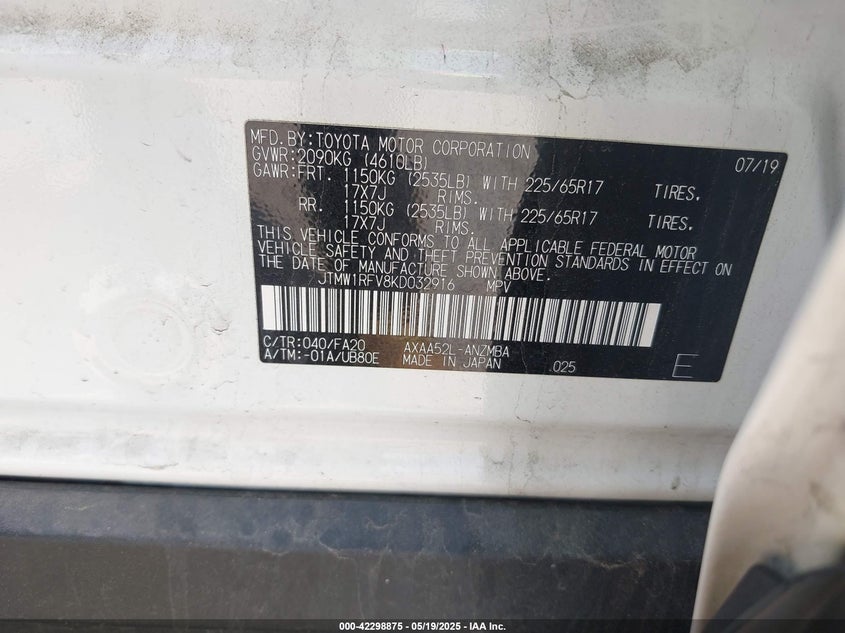 MFD.BY:TOYOTA MOTOR CORPORATION 07/19
GVWR:2090KG (4610LB)
GAWR:FRT. 1150KG (2535LB) WITH 225/65R17 TIRES,
17X7J RIMS.
RR. 1150KG (2535LB) WITH 225/65R17 TIRES,
17X7J RIMS.
THIS VEHICLE CONFORMS TO ALL APPLICABLE FEDERAL MOTOR
VEHICLE SAFETY AND THEFT PREVENTION STANDARDS IN EFFECT ON
THE DATE OF MANUFACTURE SHOWN ABOVE.
JTMW1RFV8KD032916 MPV
C/TR:040/FA20 AXAA52L-ANZMBA
A/TM:-01A/UB80E MADE IN JAPAN .025 E
000-42298875 - 05/19/2025 - IAA Inc.